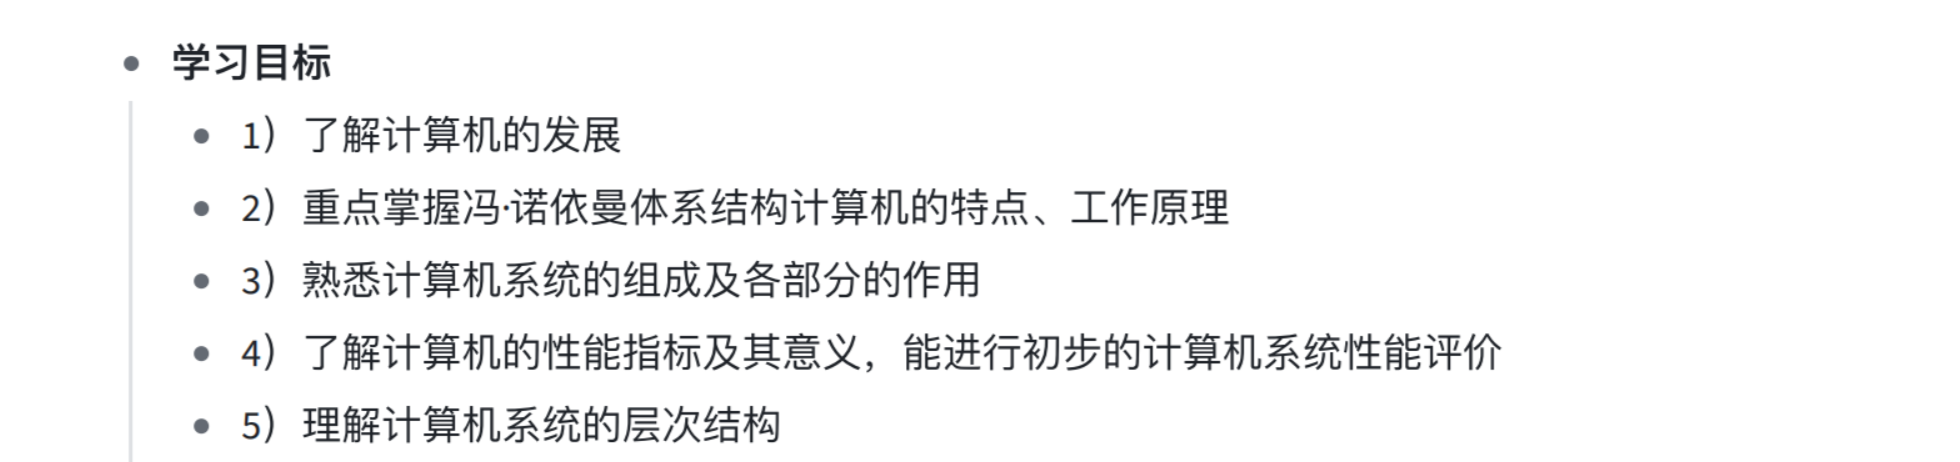 学习目标
1）了解计算机的发展
2）重点掌握冯·诺依曼体系结构计算机的特点、工作原理
3）熟悉计算机系统的组成及各部分的作用
4）了解计算机的性能指标及其意义，能进行初步的计算机系统性能评价
5）理解计算机系统的层次结构